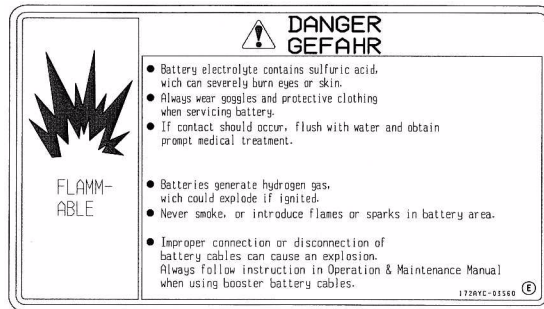 DANGER
GEFAHR
● Battery electrolyte contains sulfuric acid,
wich can severely burn eyes or skin.
● Always wear goggles and protective clothing
when servicing battery.
● If contact should occur, flush with water and obtain
prompt medical treatment.
FLAMM-
ABLE
● Batteries generate hydrogen gas,
wich could explode if ignited.
● Never smoke, or introduce flames or sparks in battery area.
● Improper connection or disconnection of
battery cables can cause an explosion.
Always follow instruction in Operation & Maintenance Manual
when using booster battery cables.
172AYC-03560 E